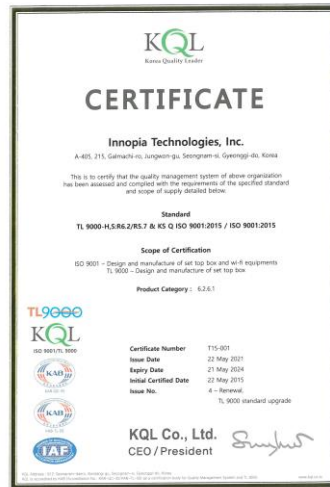 KQL
Korea Quality Leader
CERTIFICATE
Innopia Technologies, Inc.
A-405, 215, Galmachi-ro, Jungwon-gu, Seongnam-si, Gyeonggi-do, Korea
This is to certify that the quality management system of above organization
has been assessed and complied with the requirements of the specified standard
and scope of supply detailed below.
Standard
TL 9000-H,S:R6.2/R5.7 & KS Q ISO 9001:2015 / ISO 9001:2015
Scope of Certification
ISO 9001 – Design and manufacture of set top box and wi-fi equipments
TL 9000 – Design and manufacture of set top box
Product Category : 6.2.6.1
TL9000
KQL
ISO 9001/TL 9000
KAB
KAB
IAF
Certificate Number T15-001
Issue Date 22 May 2021
Expiry Date 21 May 2024
Initial Certified Date 22 May 2015
Issue No. 4 – Renewal,
TL 9000 standard upgrade
KQL Co., Ltd.
CEO / President